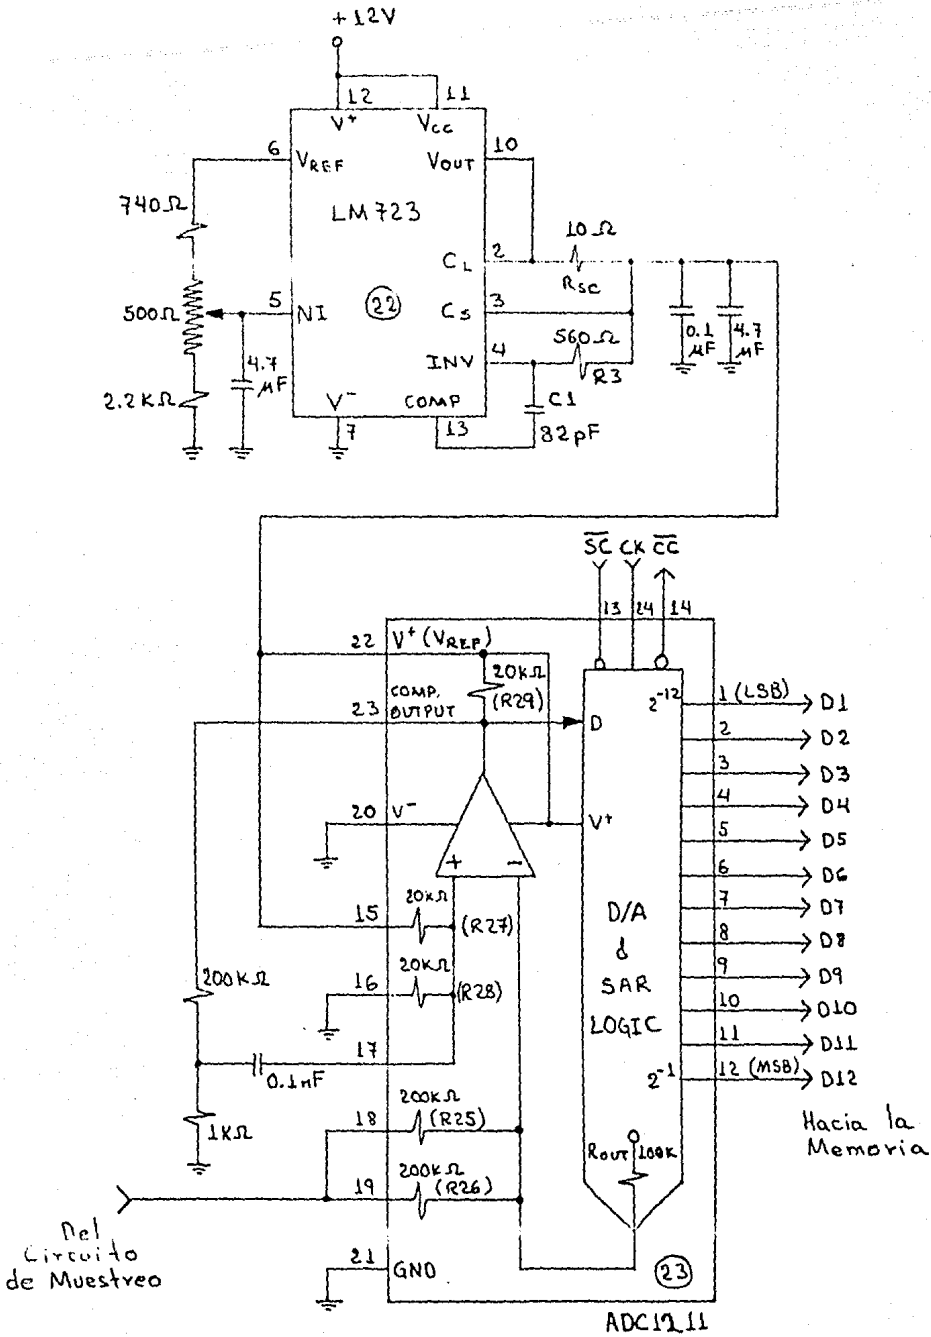 +12V
12 11
V+ VCC
6 VREF VOUT 10
740Ω
LM723
10Ω
CL 2
RSC
500Ω
5 NI
22
CS 3
0.1 μF
4.7 μF
560Ω
INV 4
R3
4.7 μF
2.2KΩ
V- COMP
C1
7
13
82pF
S̅C̅ CK C̅C̅
13 24 14
22 V+ (VREF)
20KΩ
(R29)
2-12
1 (LSB) D1
COMP.
23 OUTPUT
D
2 D2
3 D3
4 D4
20 V-
V+
5 D5
+ -
6 D6
20KΩ
7 D7
15
(R27)
D/A
8 D8
&
20KΩ
9 D9
200KΩ
16
(R28)
SAR
10 D10
LOGIC
17
11 D11
0.1nF
2-1
12 (MSB) D12
200KΩ
1KΩ
18
(R25)
Hacia la
Memoria
ROUT 100K
200KΩ
19
(R26)
Del
Circuito
de Muestreo
21 GND
23
ADC1211